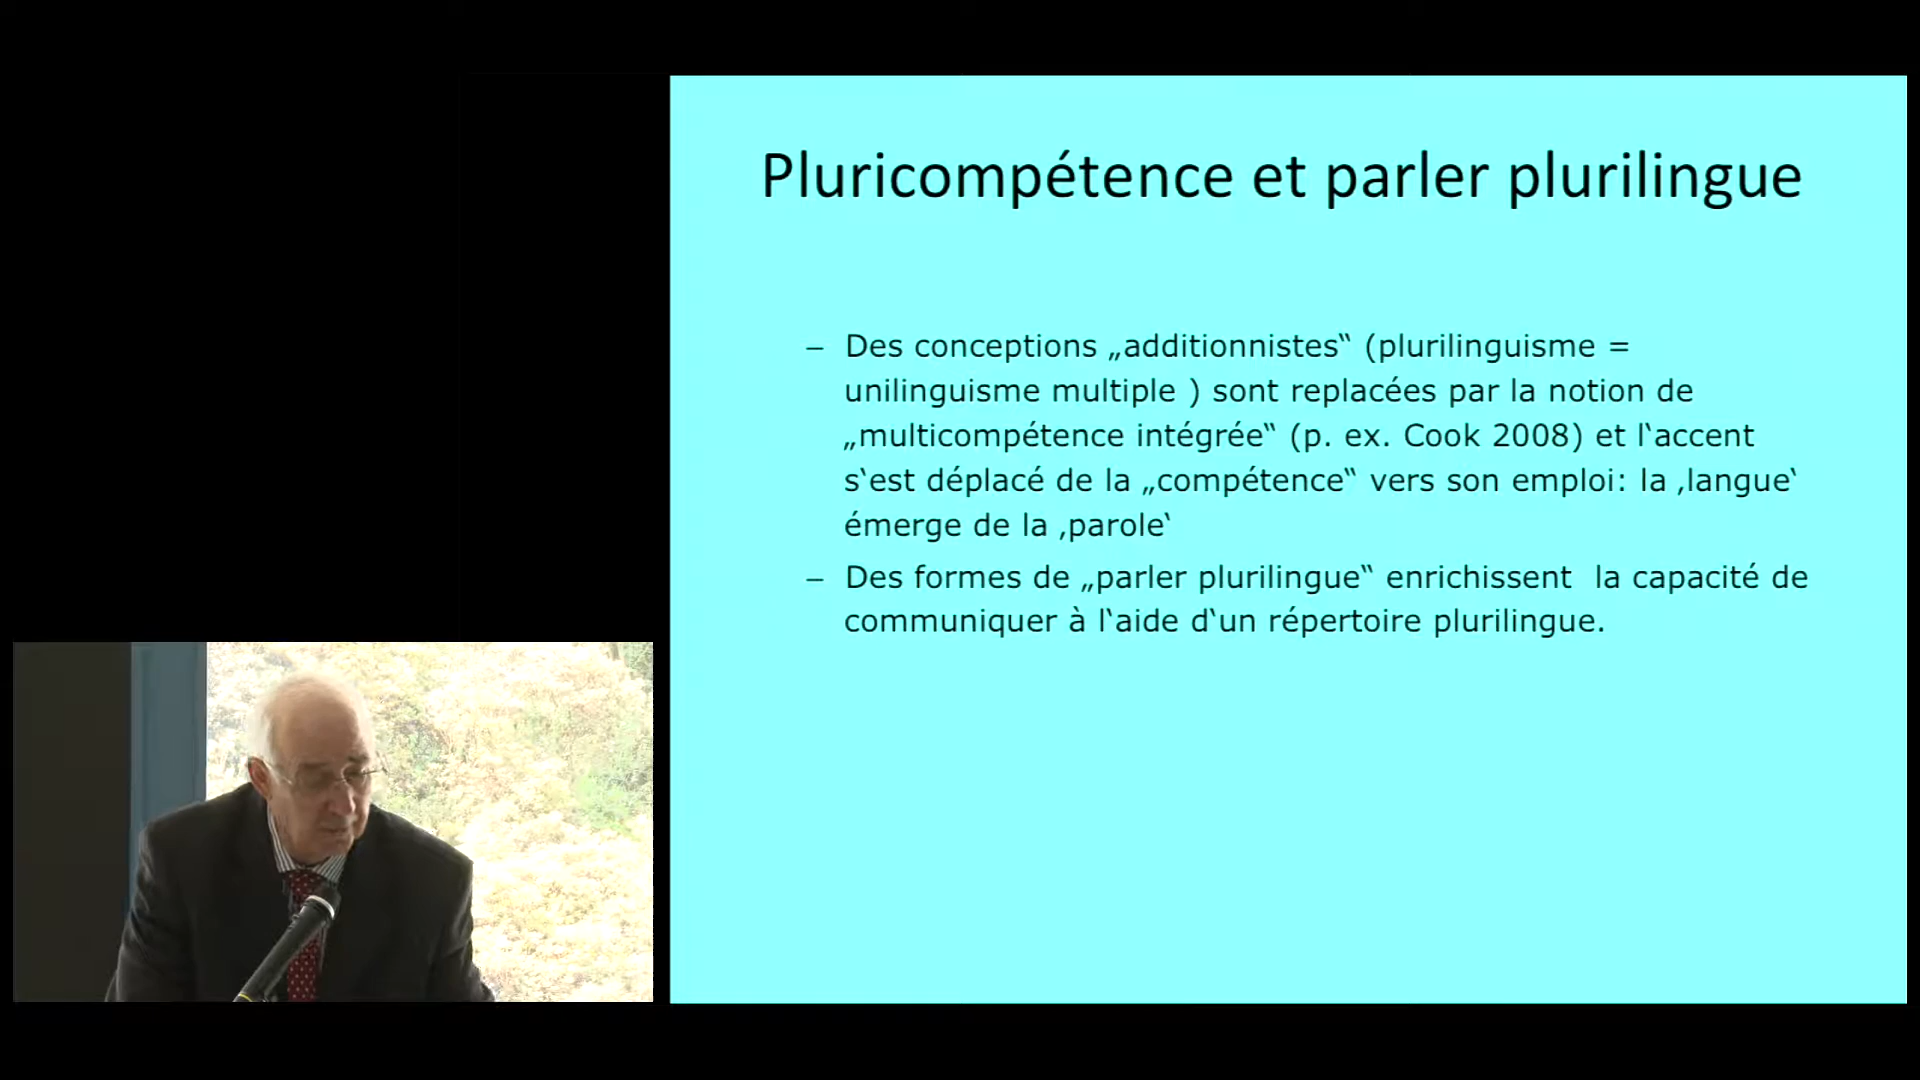 Pluricompétence et parler plurilingue
– Des conceptions „additionnistes‟ (plurilinguisme =
unilinguisme multiple ) sont replacées par la notion de
„multicompétence intégrée‟ (p. ex. Cook 2008) et l‛accent
s‛est déplacé de la „compétence‟ vers son emploi: la ‚langue‛
émerge de la ‚parole‛
– Des formes de „parler plurilingue‟ enrichissent  la capacité de
communiquer à l‛aide d‛un répertoire plurilingue.